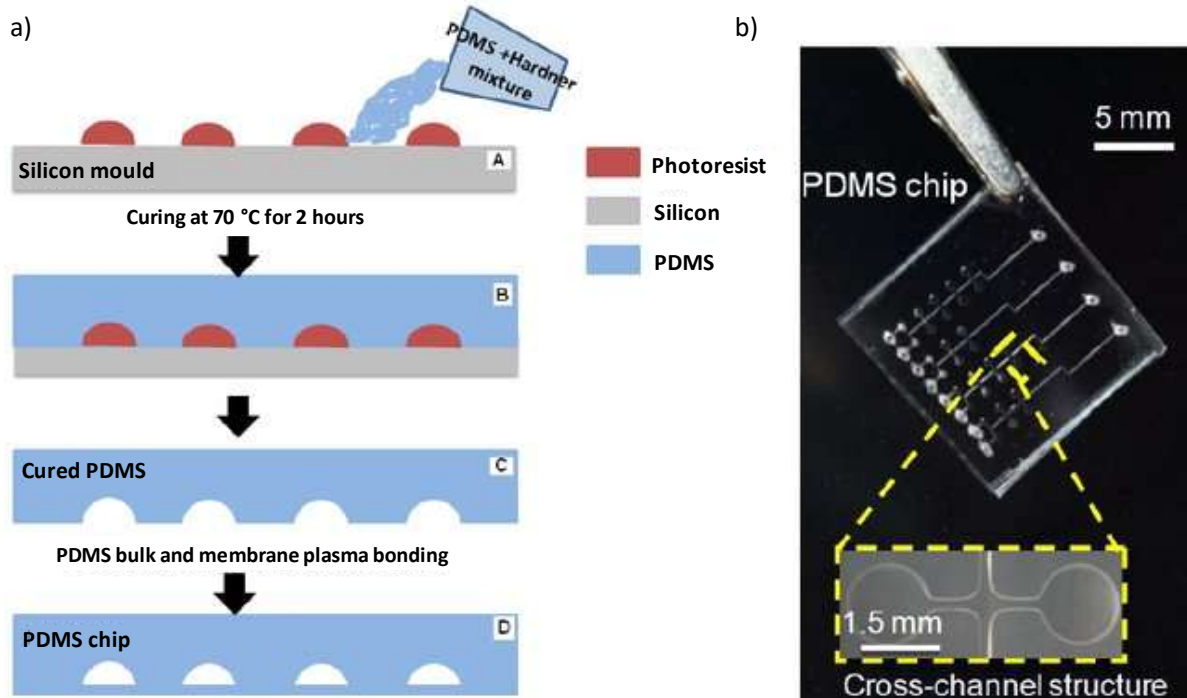 a)
PDMS +Hardner
mixture
A
Silicon mould
Curing at 70 °C for 2 hours
Photoresist
Silicon
PDMS
B
Cured PDMS
C
PDMS bulk and membrane plasma bonding
PDMS chip
D
b)
5 mm
PDMS chip
1.5 mm
Cross-channel structure